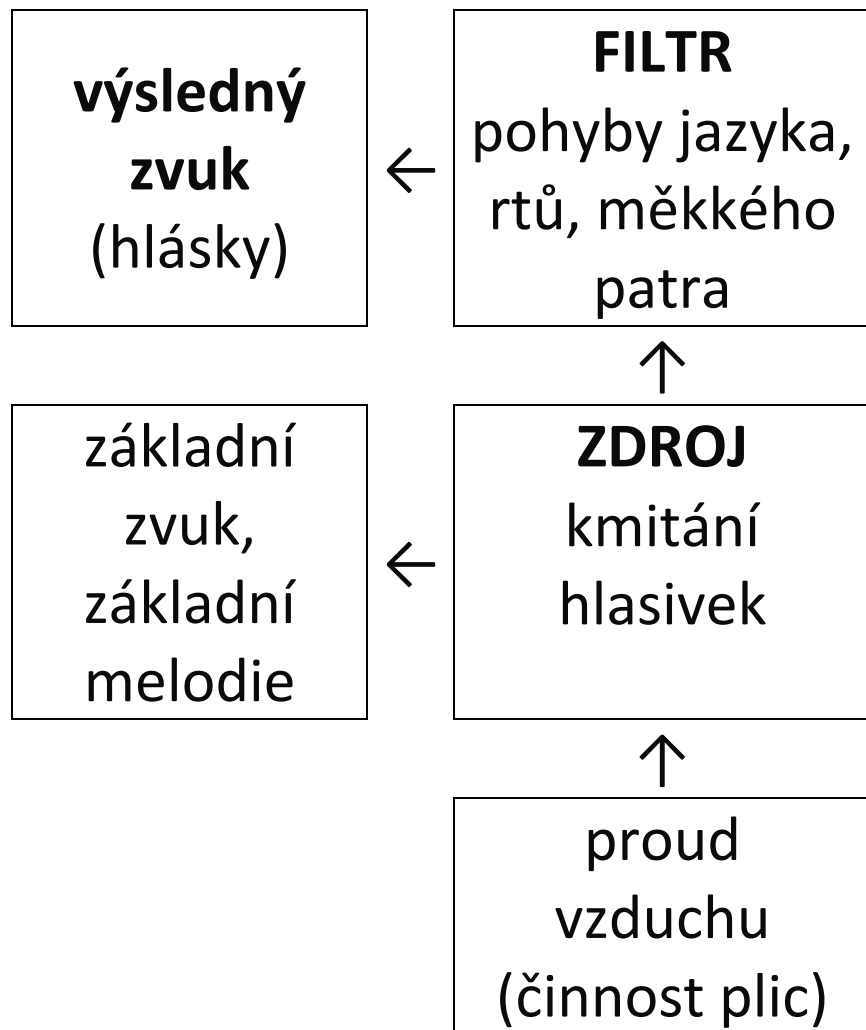 výsledný
zvuk
(hlásky)
FILTR
pohyby jazyka,
rtů, měkkého
patra
základní
zvuk,
základní
melodie
ZDROJ
kmitání
hlasivek
proud
vzduchu
(činnost plic)